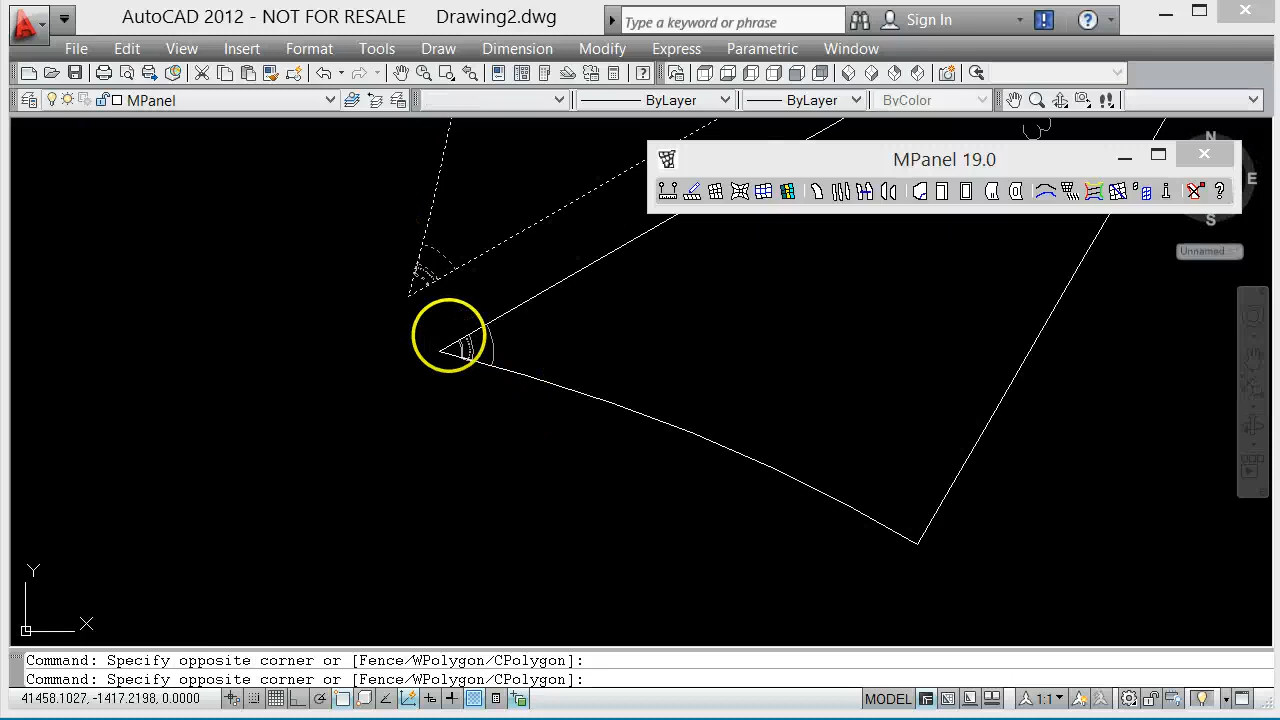 AutoCAD 2012 - NOT FOR RESALE Drawing2.dwg Type a keyword or phrase Sign In
File Edit View Insert Format Tools Draw Dimension Modify Express Parametric Window
MPanel ByLayer ByLayer ByColor
N
MPanel 19.0
E
S
Unnamed
Y
X
Command: Specify opposite corner or [Fence/WPolygon/CPolygon]:
Command: Specify opposite corner or [Fence/WPolygon/CPolygon]:
41458.1027, -1417.2198, 0.0000 MODEL 1:1